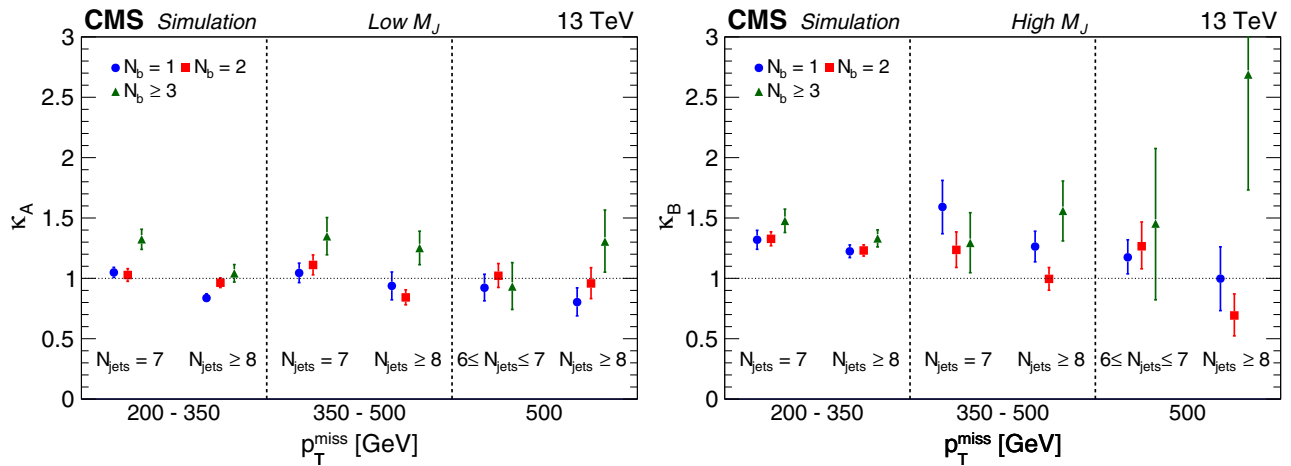 CMS Simulation Low M_J 13 TeV
κ_A
3
2.5
2
1.5
1
0.5
0
N_b = 1 N_b = 2
N_b ≥ 3
N_jets = 7 N_jets ≥ 8 N_jets = 7 N_jets ≥ 8 6≤ N_jets ≤7 N_jets ≥ 8
200 - 350 350 - 500 500
p_T^miss [GeV]
CMS Simulation High M_J 13 TeV
κ_B
3
2.5
2
1.5
1
0.5
0
N_b = 1 N_b = 2
N_b ≥ 3
N_jets = 7 N_jets ≥ 8 N_jets = 7 N_jets ≥ 8 6≤ N_jets ≤7 N_jets ≥ 8
200 - 350 350 - 500 500
p_T^miss [GeV]